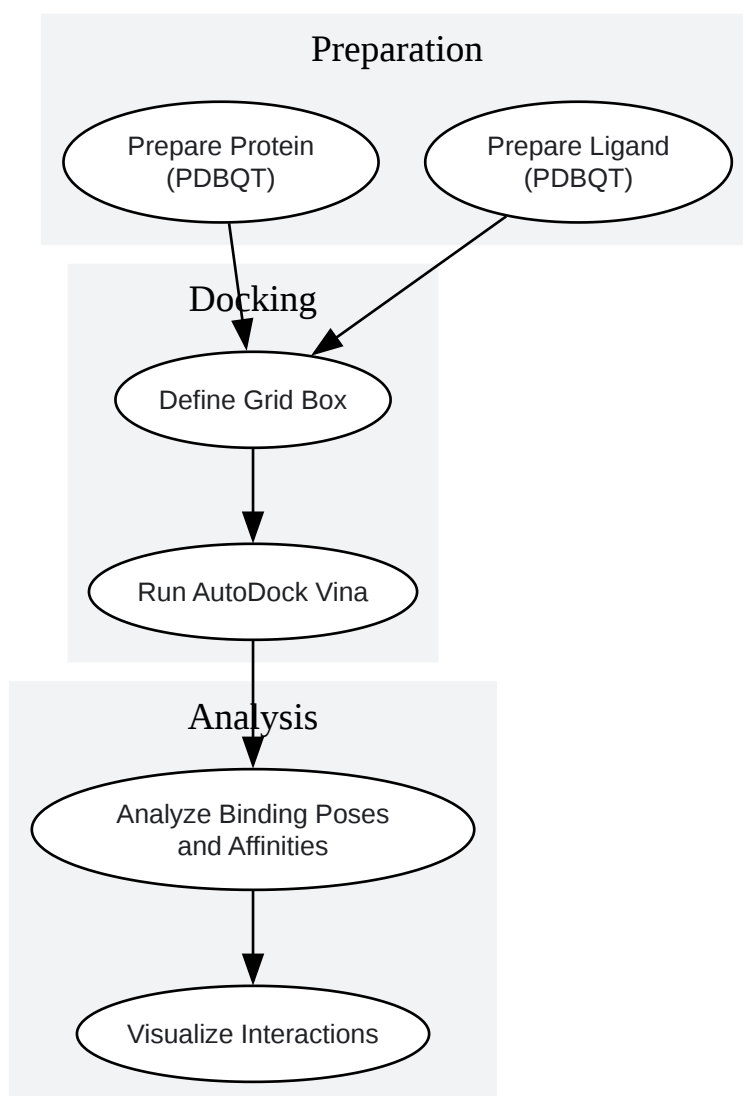 Preparation
Prepare Protein
(PDBQT)
Prepare Ligand
(PDBQT)
Docking
Define Grid Box
Run AutoDock Vina
Analysis
Analyze Binding Poses
and Affinities
Visualize Interactions